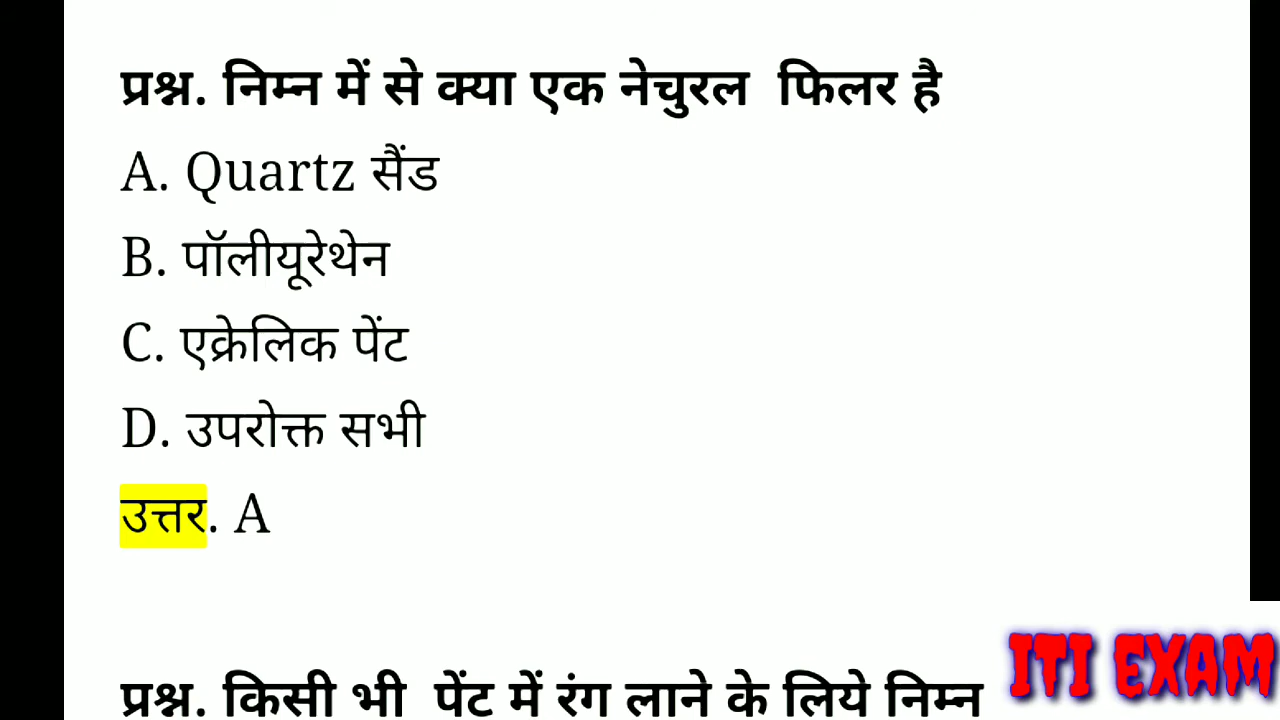 प्रश्न. निम्न में से क्या एक नेचुरल फिलर है
A. Quartz सैंड
B. पॉलीयूरेथेन
C. एक्रेलिक पेंट
D. उपरोक्त सभी
उत्तर. A
प्रश्न. किसी भी पेंट में रंग लाने के लिये निम्न
ITI EXAM